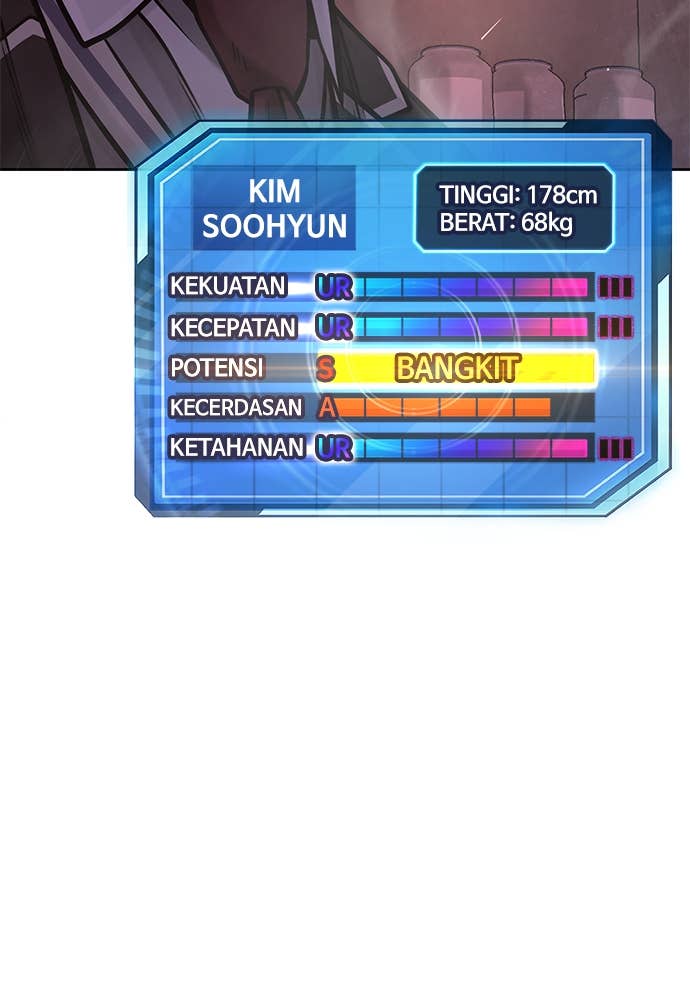 KIM
SOOHYUN
TINGGI: 178cm
BERAT: 68kg
KEKUATAN UR
KECEPATAN UR
POTENSI S BANGKIT
KECERDASAN A
KETAHANAN UR